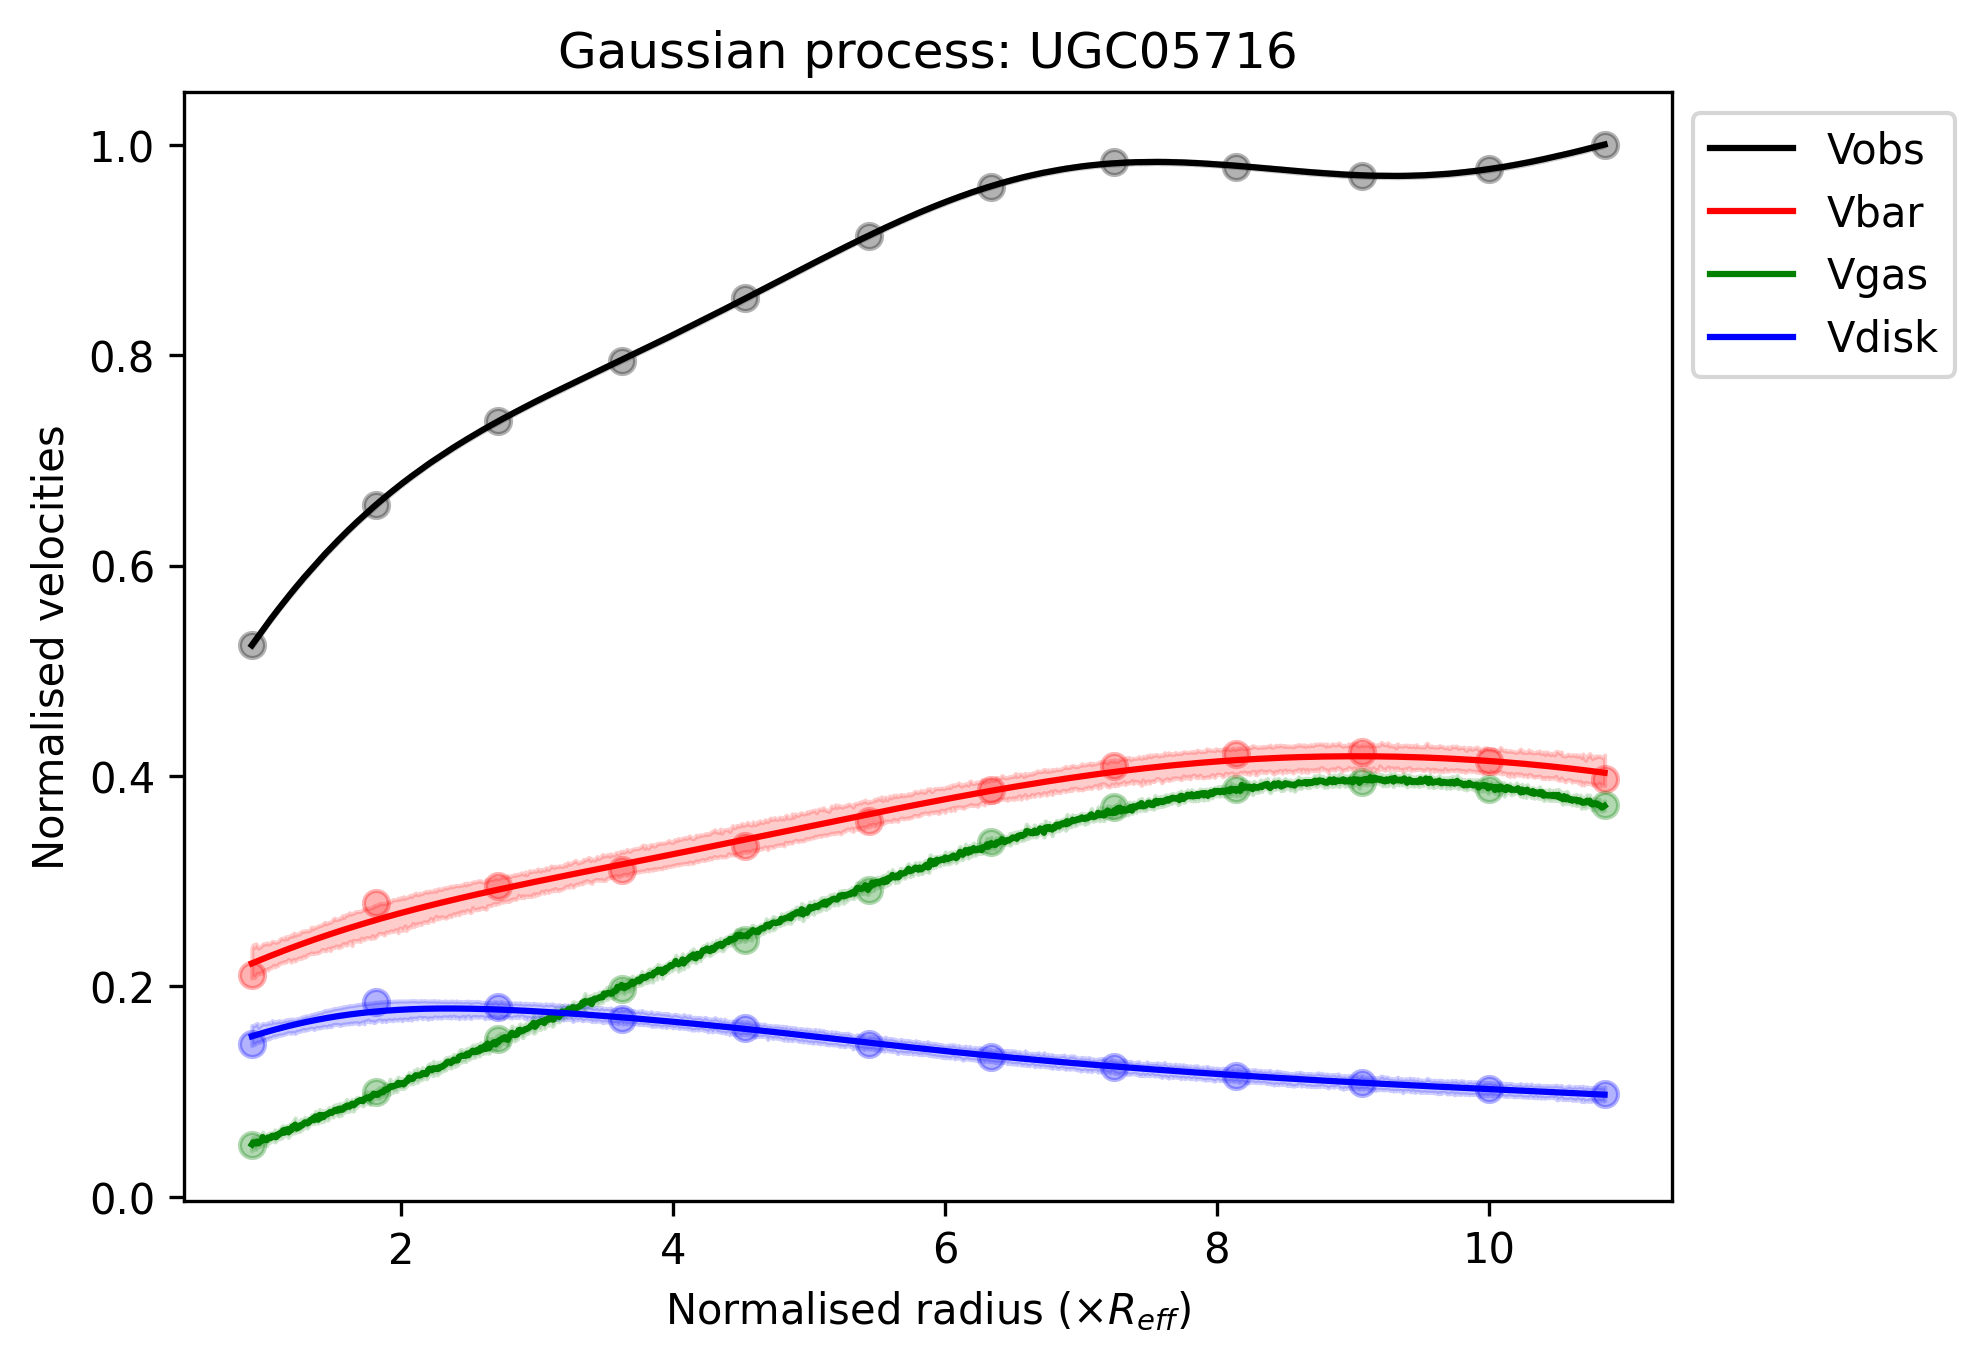 Gaussian process: UGC05716
1.0
0.8
0.6
0.4
0.2
0.0
Normalised velocities
2 4 6 8 10
Normalised radius (×R_eff)
Vobs
Vbar
Vgas
Vdisk